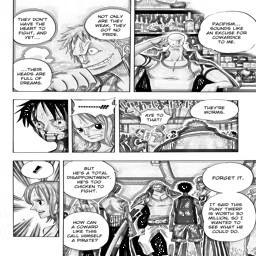 PACIFISM...
SOUNDS LIKE
AN EXCUSE FOR
COWARDICE
TO ME.
NOT ONLY
ARE THEY
WEAK, THEY
GOT NO
PRIDE.
THEY DON'T
HAVE THE
HEART TO
FIGHT, AND
YET...
...THEIR
HEADS ARE
FULL OF
DREAMS.
THEY'RE
WORMS.
AYE TO
THAT!
FORGET IT.
IT SAID THIS
PUNY TWERP
IS WORTH 30
MILLION, SO I
WANTED TO
SEE WHAT HE
COULD DO.
BUT
HE'S A TOTAL
DISAPPOINTMENT.
HE'S TOO
CHICKEN TO
FIGHT.
HOW CAN A
COWARD
LIKE THIS
CALL HIMSELF
A PIRATE?